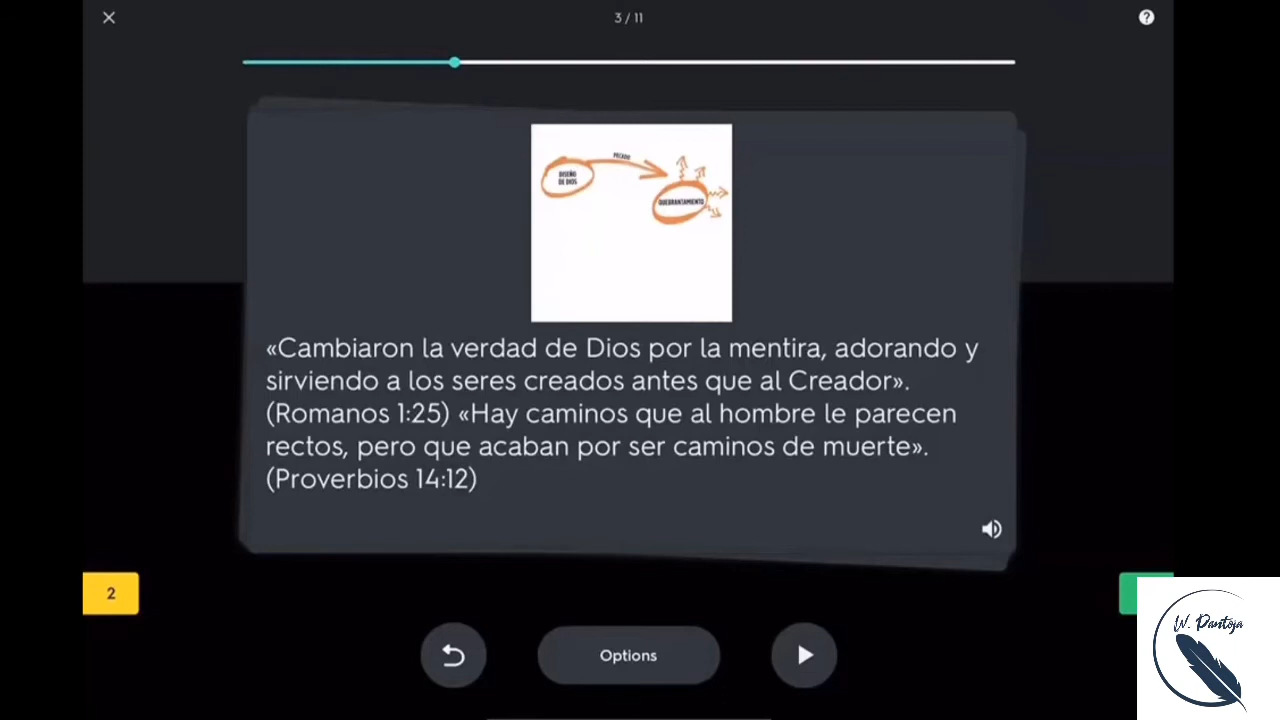 3 / 11
?
PECADO
DISEÑO
DE DIOS
QUEBRANTAMIENTO
«Cambiaron la verdad de Dios por la mentira, adorando y
sirviendo a los seres creados antes que al Creador».
(Romanos 1:25) «Hay caminos que al hombre le parecen
rectos, pero que acaban por ser caminos de muerte».
(Proverbios 14:12)
2
W. Pantoja
Options